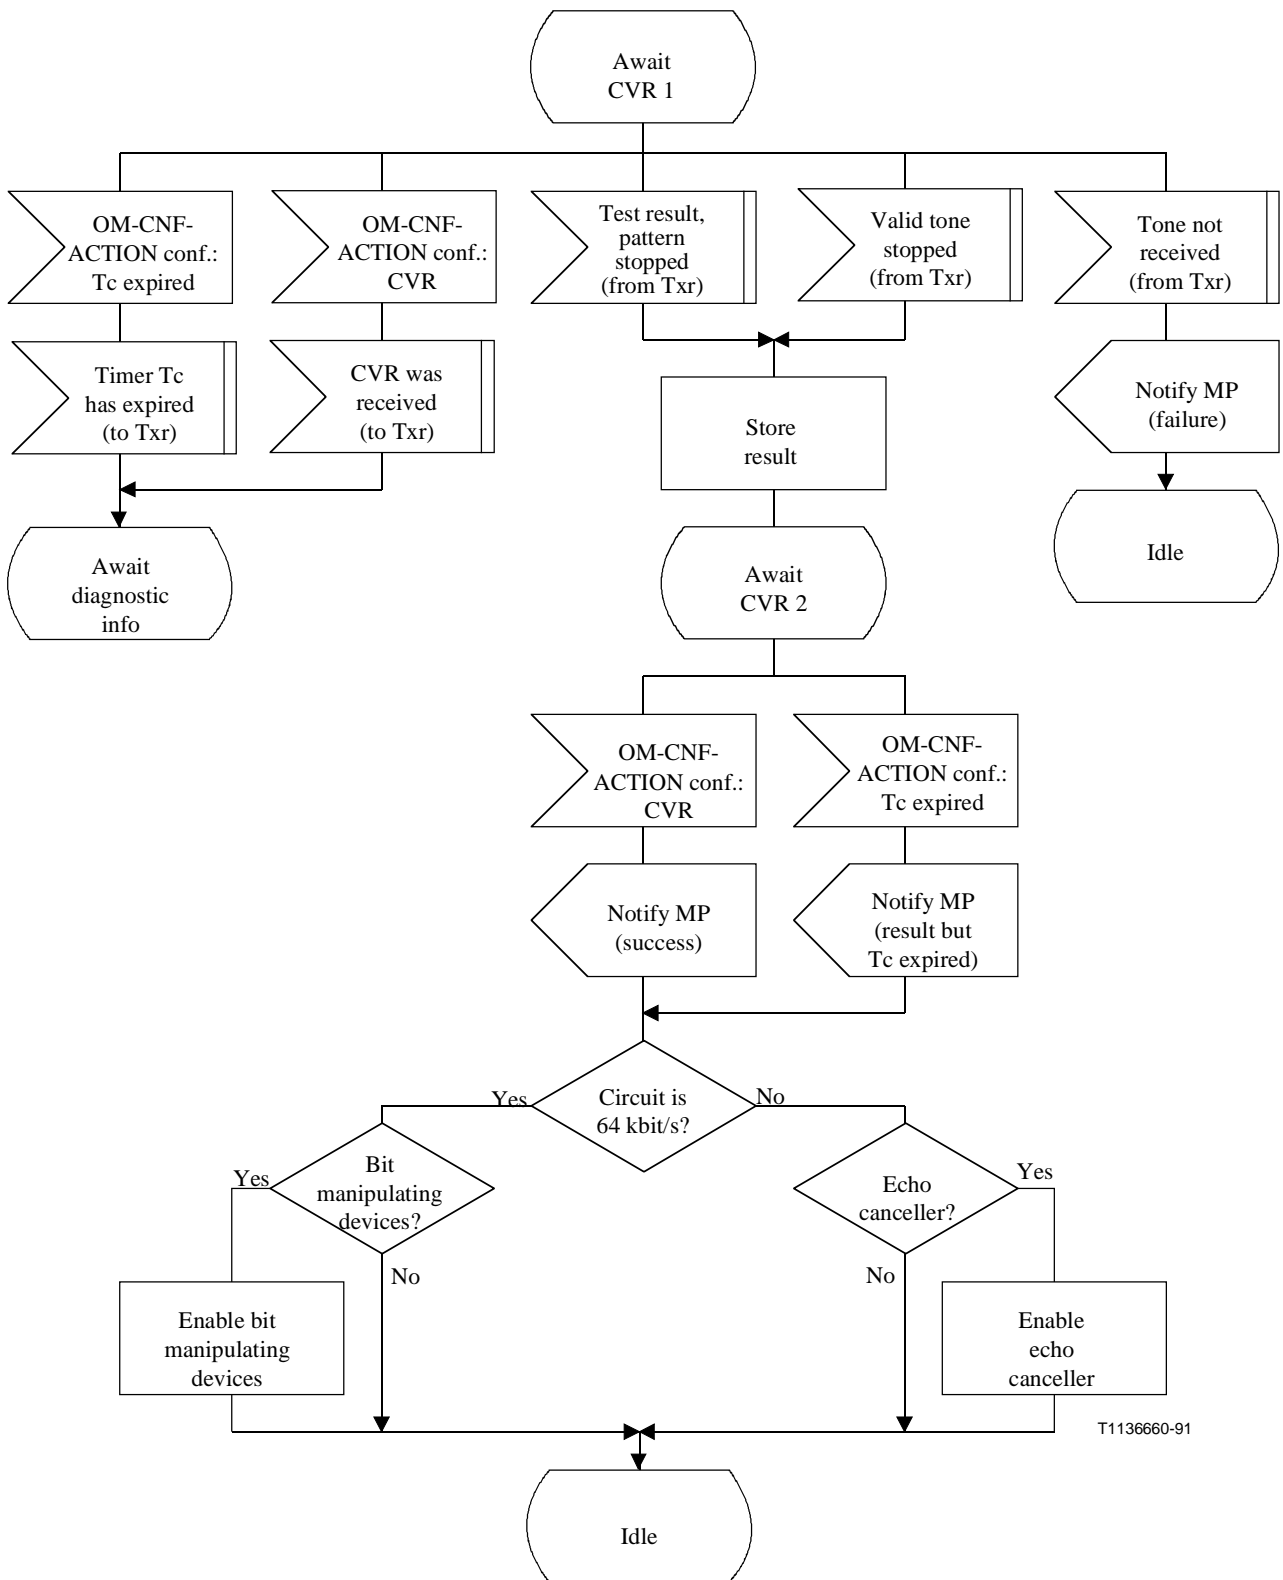 Await
CVR 1
OM-CNF-
ACTION conf.:
Tc expired
OM-CNF-
ACTION conf.:
CVR
Test result,
pattern
stopped
(from Txr)
Valid tone
stopped
(from Txr)
Tone not
received
(from Txr)
Timer Tc
has expired
(to Txr)
CVR was
received
(to Txr)
Store
result
Notify MP
(failure)
Await
diagnostic
info
Await
CVR 2
Idle
OM-CNF-
ACTION conf.:
CVR
OM-CNF-
ACTION conf.:
Tc expired
Notify MP
(success)
Notify MP
(result but
Tc expired)
Yes
Circuit is
64 kbit/s?
No
Yes
Bit
manipulating
devices?
No
Echo
canceller?
Yes
No
Enable bit
manipulating
devices
Enable
echo
canceller
T1136660-91
Idle